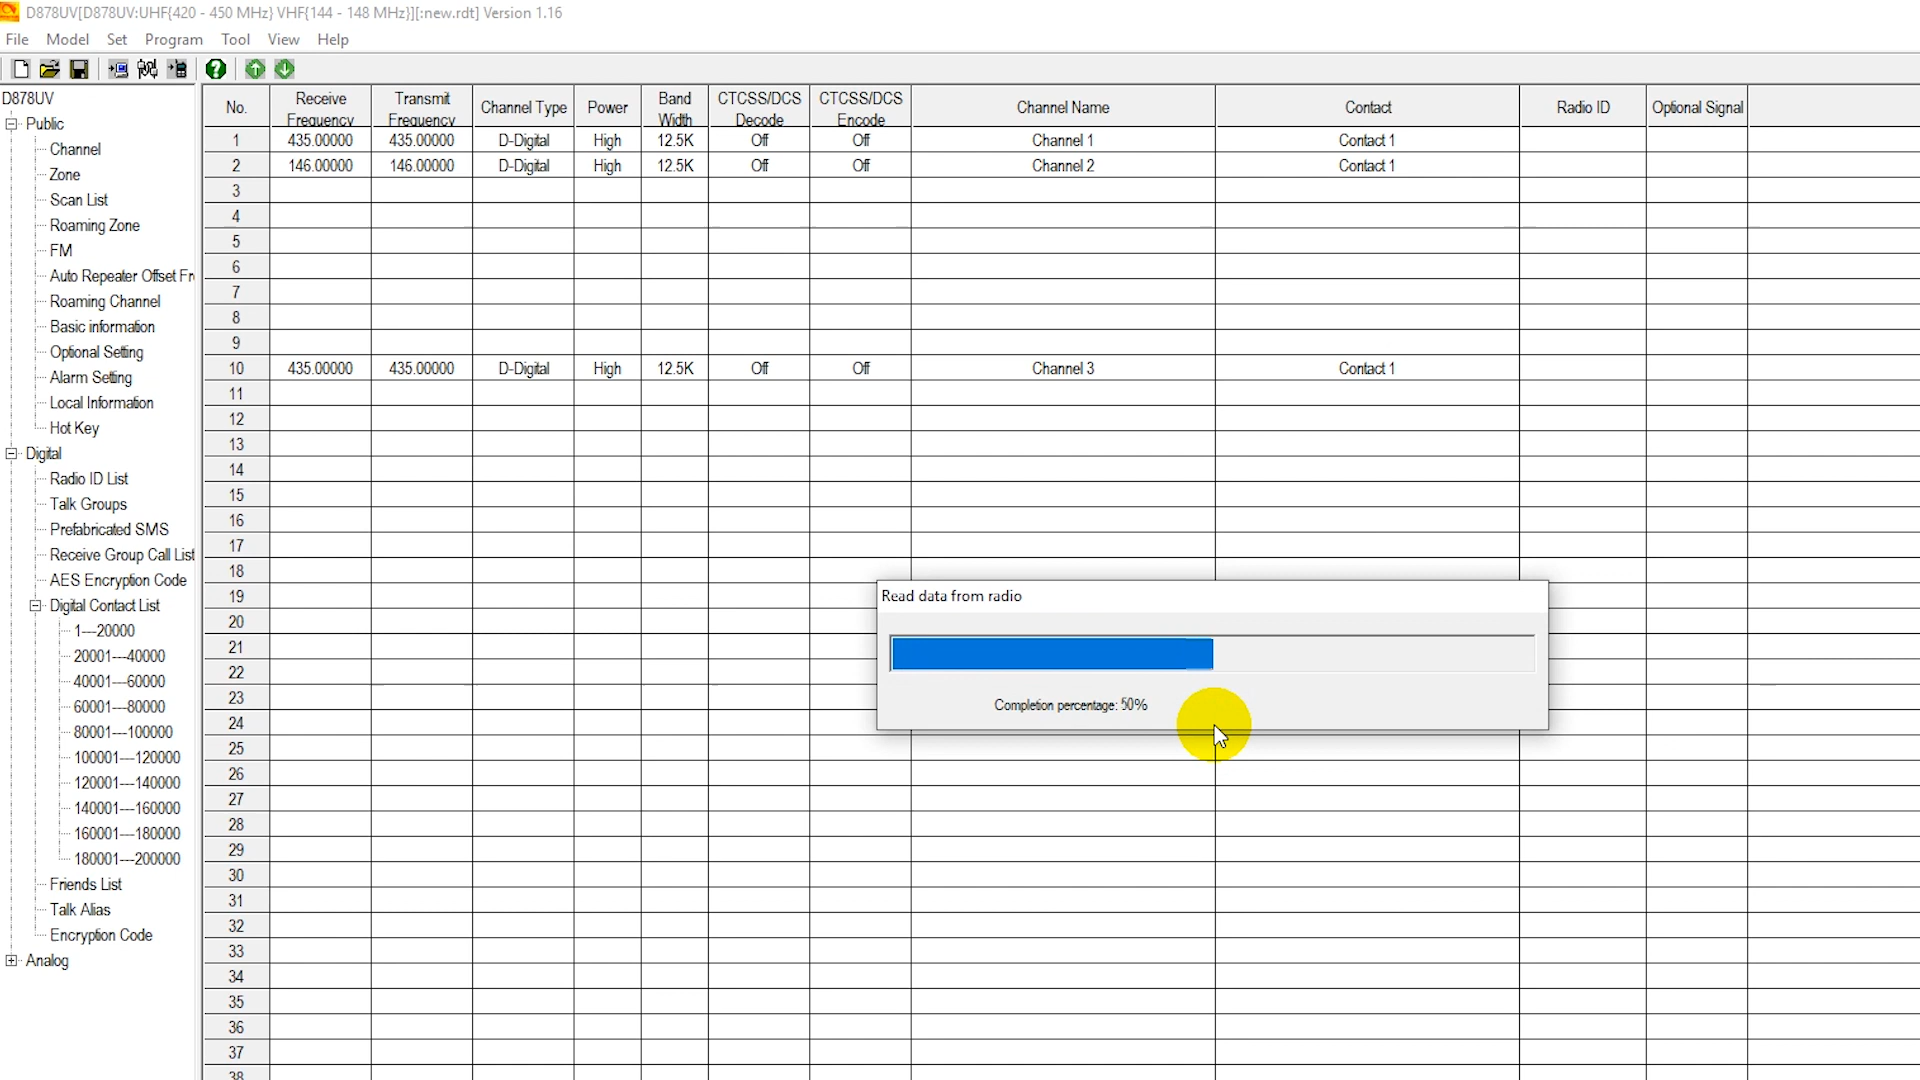 D878UV[D878UV:UHF{420 - 450 MHz} VHF{144 - 148 MHz}][:new.rdt] Version 1.16
File Model Set Program Tool View Help
D878UV
Public
Channel
Zone
Scan List
Roaming Zone
FM
Auto Repeater Offset Fr
Roaming Channel
Basic information
Optional Setting
Alarm Setting
Local Information
Hot Key
Digital
Radio ID List
Talk Groups
Prefabricated SMS
Receive Group Call List
AES Encryption Code
Digital Contact List
1---20000
20001---40000
40001---60000
60001---80000
80001---100000
100001---120000
120001---140000
140001---160000
160001---180000
180001---200000
Friends List
Talk Alias
Encryption Code
Analog
No. Receive Frequency Transmit Frequency Channel Type Power Band Width CTCSS/DCS Decode CTCSS/DCS Encode Channel Name Contact Radio ID Optional Signal
1 435.00000 435.00000 D-Digital High 12.5K Off Off Channel 1 Contact 1
2 146.00000 146.00000 D-Digital High 12.5K Off Off Channel 2 Contact 1
3
4
5
6
7
8
9
10 435.00000 435.00000 D-Digital High 12.5K Off Off Channel 3 Contact 1
11
12
13
14
15
16
17
18
19
20
21
22
23
24
25
26
27
28
29
30
31
32
33
34
35
36
37
38
Read data from radio
Completion percentage: 50%